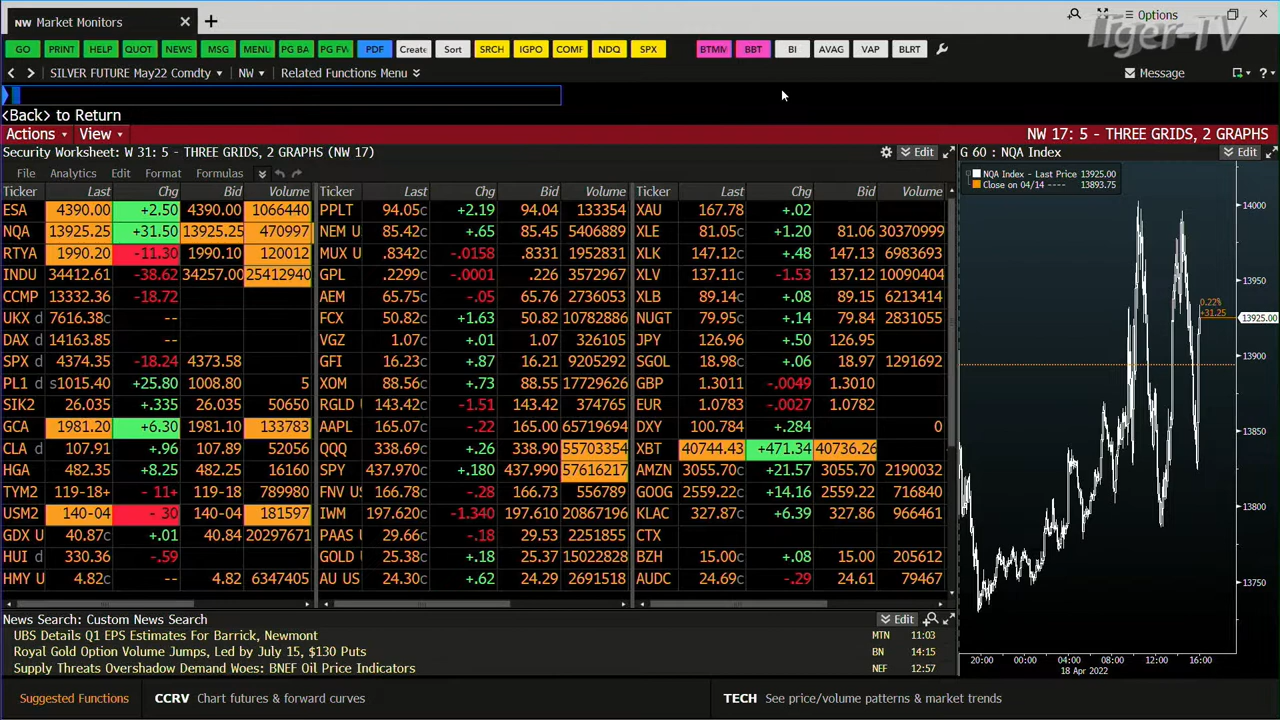 NW Market Monitors
Options
Tiger-TV
GO PRINT HELP QUOT NEWS MSG MENU PG BA PG FW PDF Create Sort SRCH IGPO COMF NDQ SPX BTMM BBT BI AVAG VAP BLRT
SILVER FUTURE May22 Comdty NW Related Functions Menu Message ?
<Back> to Return
Actions View NW 17: 5 - THREE GRIDS, 2 GRAPHS
Security Worksheet: W 31: 5 - THREE GRIDS, 2 GRAPHS (NW 17) Edit G 60 : NQA Index Edit
File Analytics Edit Format Formulas
Ticker Last Chg Bid Volume Ticker Last Chg Bid Volume Ticker Last Chg Bid Volume
ESA 4390.00 +2.50 4390.00 1066440 PPLT 94.05c +2.19 94.04 133354 XAU 167.78 +.02
NQA 13925.25 +31.50 13925.25 470997 NEM U 85.42c +.65 85.45 5406889 XLE 81.05c +1.20 81.06 30370999
RTYA 1990.20 -11.30 1990.10 120012 MUX U .8342c -.0158 .8332 1952831 XLK 147.12c +.48 147.13 6983693
INDU 34412.61 -38.62 34257.00 25412940 GPL .2299c -.0001 .226 3572967 XLV 137.11c -1.53 137.12 10090404
CCMP 13332.36 -18.72 AEM 65.75c -.05 65.76 2736053 XLB 89.14c +.08 89.15 6213414
UKX d 7616.38c -- FCX 50.82c +1.63 50.82 10782886 NUGT 79.95c +.14 79.84 2831055
DAX d 14163.85 -- VGZ 1.07c +.01 1.07 326105 JPY 126.96 +.50 126.95
SPX d 4374.35 -18.24 4373.58 GFI 16.23c +.87 16.21 9205292 SGOL 18.98c +.06 18.97 1291692
PL1 d s1015.40 +25.80 1008.80 5 XOM 88.56c +.73 88.55 17729626 GBP 1.3011 -.0049 1.3010
SIK2 26.035 +.335 26.035 50650 RGLD U 143.42c -1.51 143.42 374765 EUR 1.0783 -.0027 1.0782
GCA 1981.20 +6.30 1981.10 133783 AAPL 165.07c -.22 165.00 65719694 DXY 100.784 +.284 0
CLA d 107.91 +.96 107.89 52056 QQQ 338.69c +.26 338.90 55703354 XBT 40744.43 +471.34 40736.26
HGA 482.35 +8.25 482.25 16160 SPY 437.970c +.180 437.990 57616217 AMZN 3055.70c +21.57 3055.70 2190032
TYM2 119-18+ - 11+ 119-18 789980 FNV US 166.78c -.28 166.73 556789 GOOG 2559.22c +14.16 2559.22 716840
USM2 140-04 - 30 140-04 181597 IWM 197.620c -1.340 197.610 20867196 KLAC 327.87c +6.39 327.86 966461
GDX U 40.87c +.01 40.84 20297671 PAAS U 29.66c -.18 29.53 2251855 CTX
HUI d 330.36 -.59 GOLD U 25.38c +.18 25.37 15022828 BZH 15.00c +.08 15.00 205612
HMY U 4.82c -- 4.82 6347405 AU US 24.30c +.62 24.29 2691518 AUDC 24.69c -.29 24.61 79467
NQA Index - Last Price 13925.00
Close on 04/14 ---- 13893.75
14000
13950
0.22%
+31.25
13925.00
13900
13850
13800
13750
20:00 00:00 04:00 08:00 12:00 16:00
18 Apr 2022
News Search: Custom News Search Edit
UBS Details Q1 EPS Estimates For Barrick, Newmont MTN 11:03
Royal Gold Option Volume Jumps, Led by July 15, $130 Puts BN 14:15
Supply Threats Overshadow Demand Woes: BNEF Oil Price Indicators NEF 12:57
Suggested Functions CCRV Chart futures & forward curves TECH See price/volume patterns & market trends